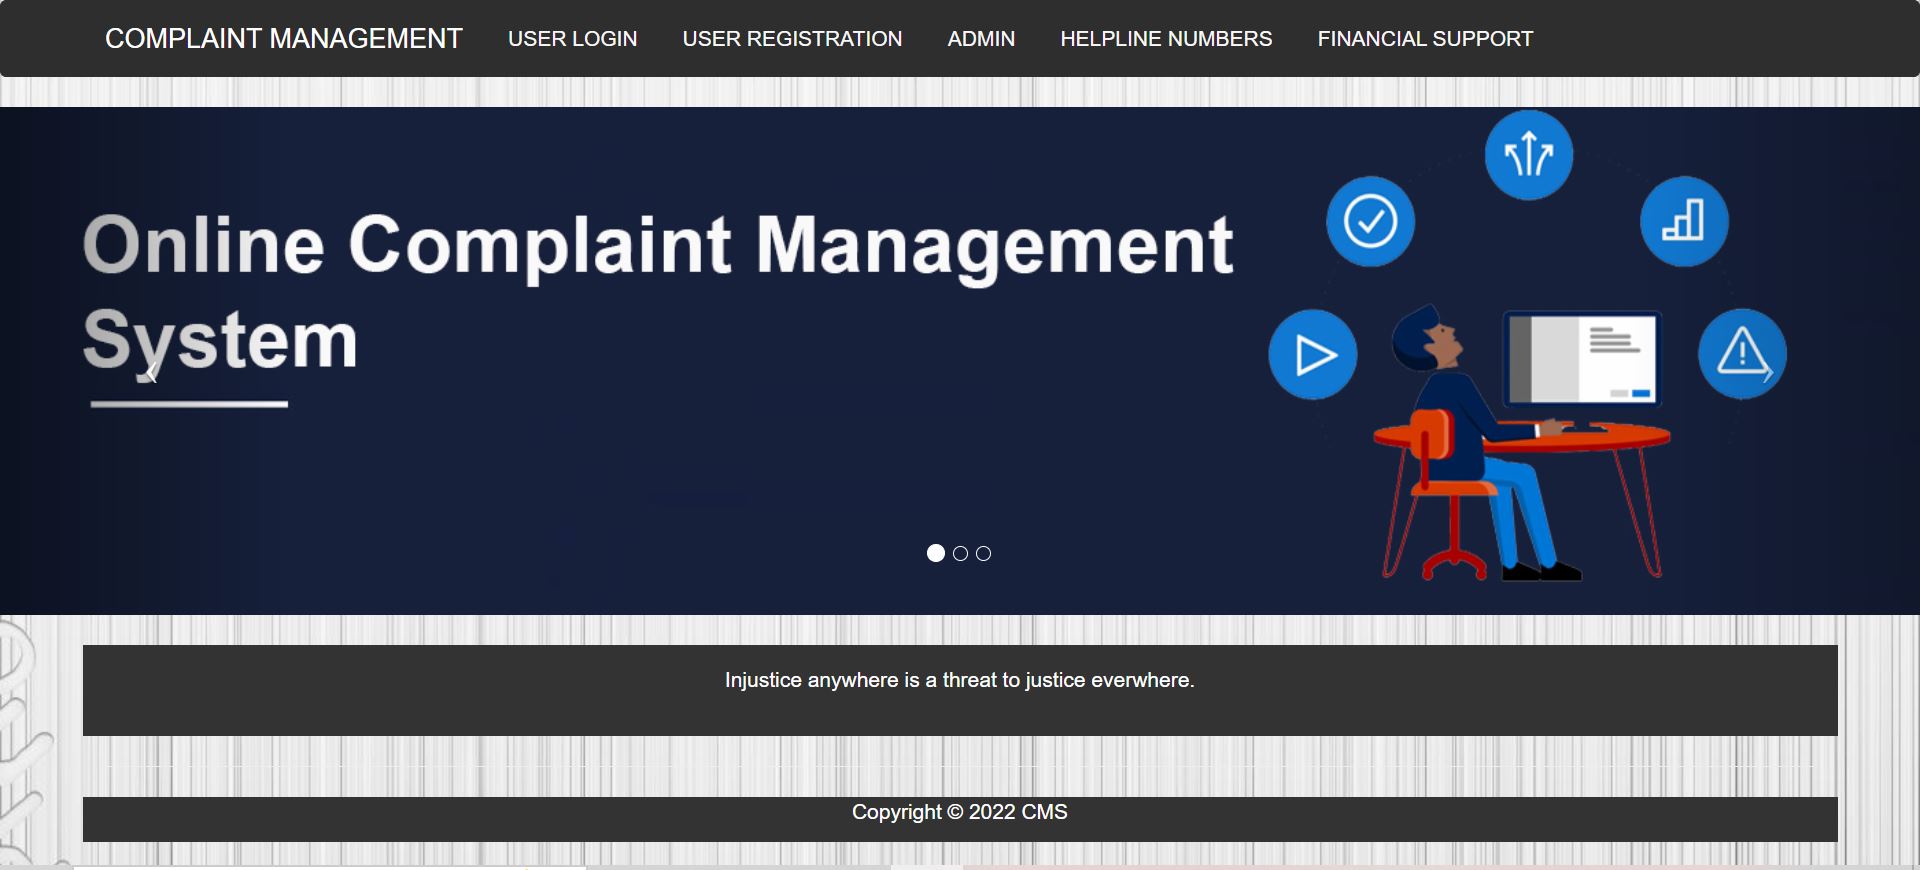 COMPLAINT MANAGEMENT USER LOGIN USER REGISTRATION ADMIN HELPLINE NUMBERS FINANCIAL SUPPORT
Online Complaint Management
System
Injustice anywhere is a threat to justice everwhere.
Copyright © 2022 CMS